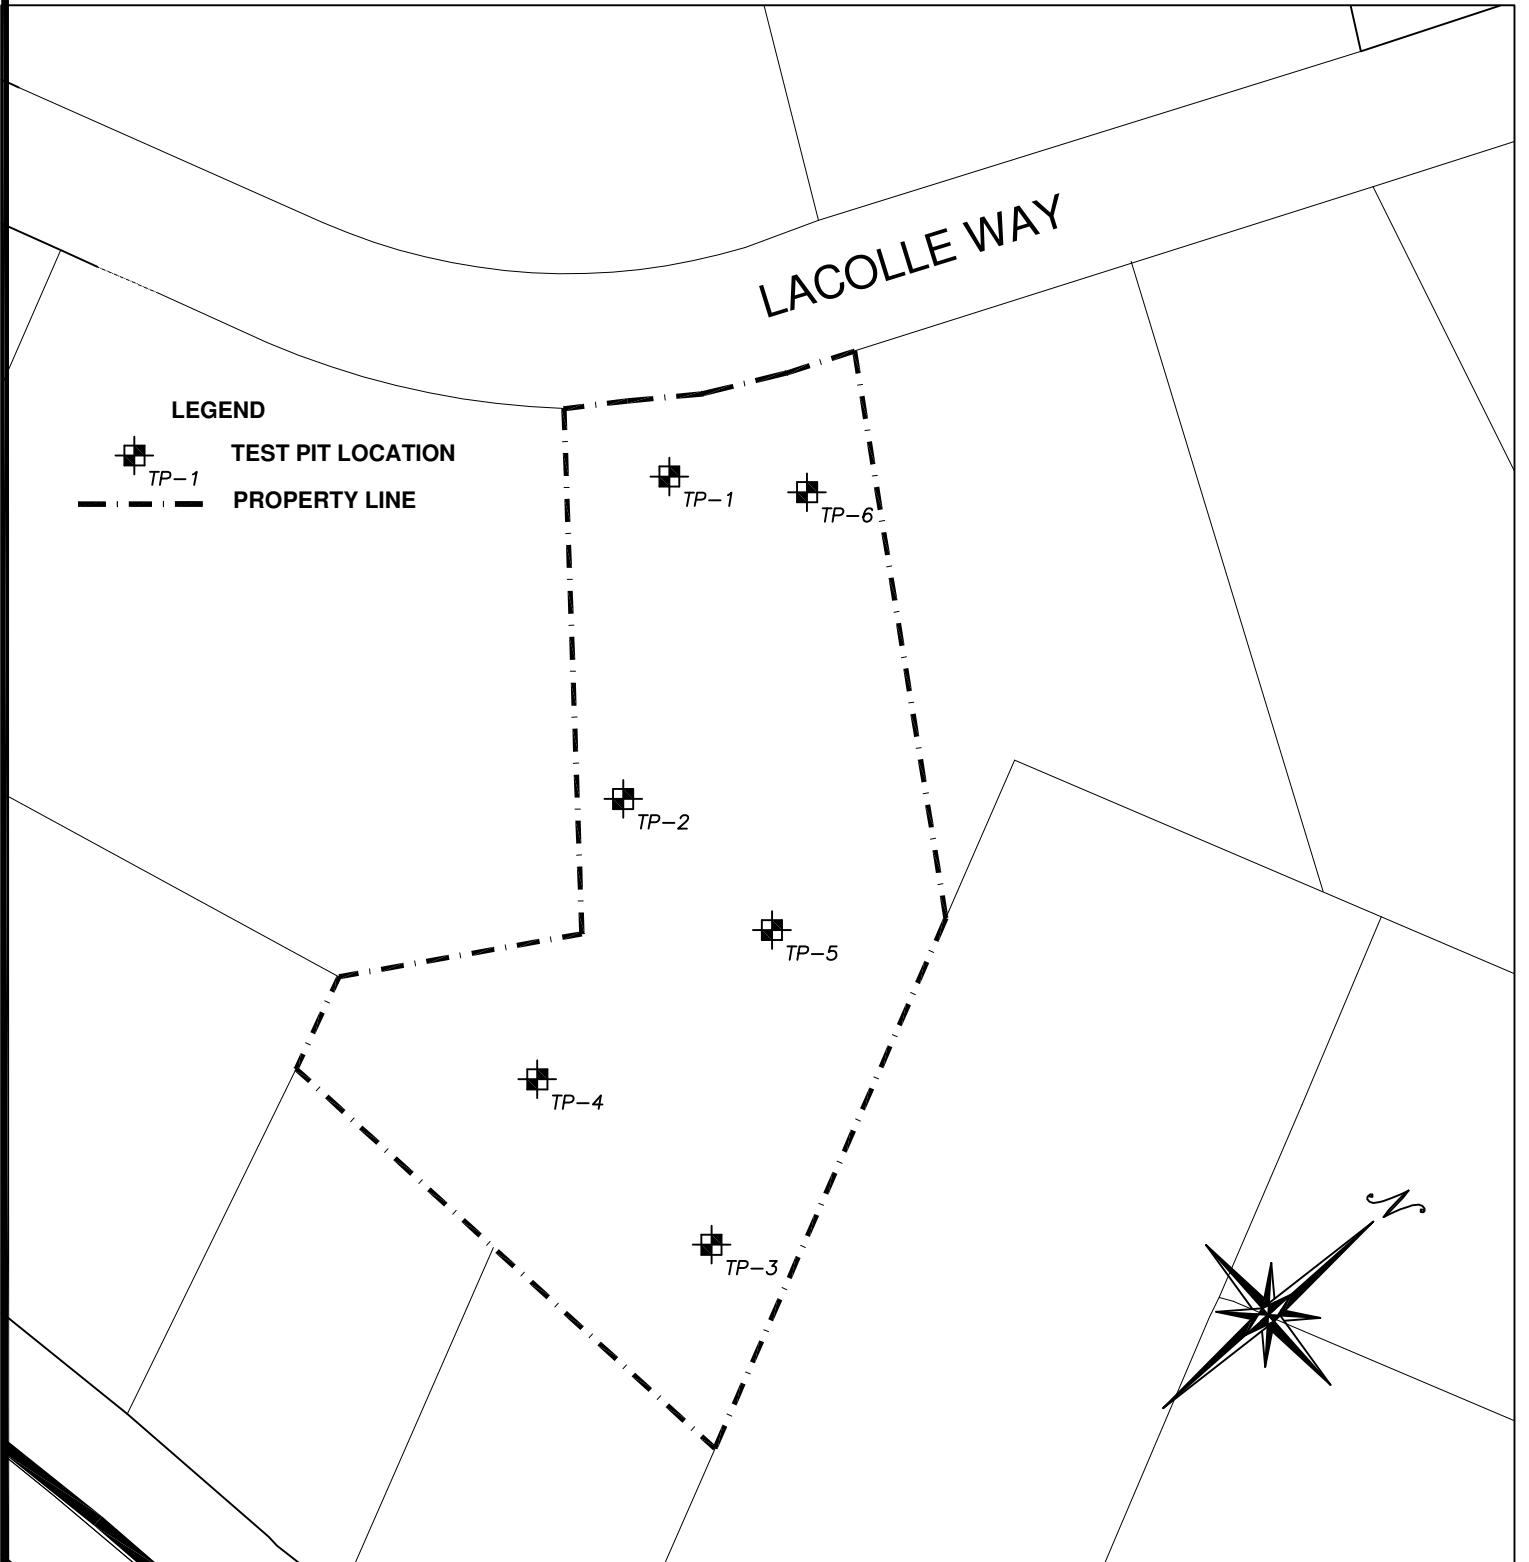 LACOLLE WAY
LEGEND
TEST PIT LOCATION
TP-1
PROPERTY LINE
TP-1
TP-6
TP-2
TP-5
TP-4
TP-3
N